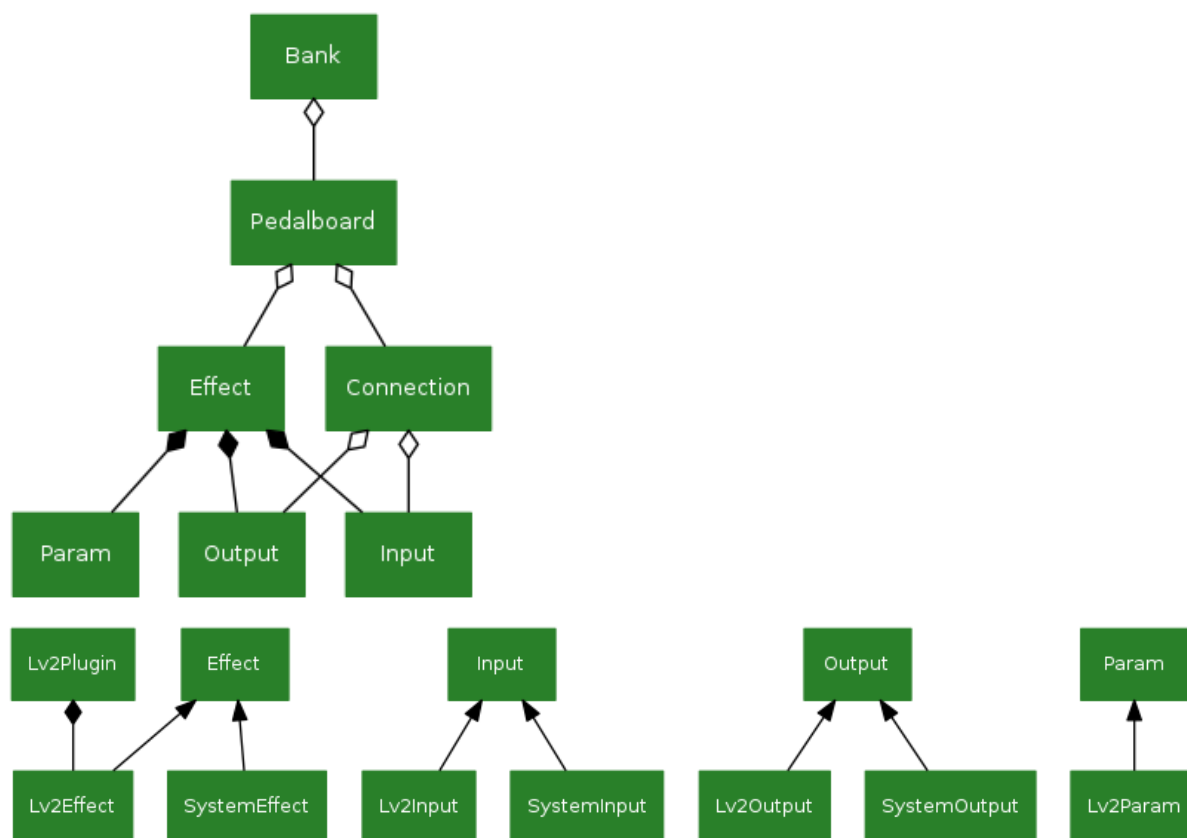 Bank
Pedalboard
Effect
Connection
Param
Output
Input
Lv2Plugin
Effect
Input
Output
Param
Lv2Effect
SystemEffect
Lv2Input
SystemInput
Lv2Output
SystemOutput
Lv2Param